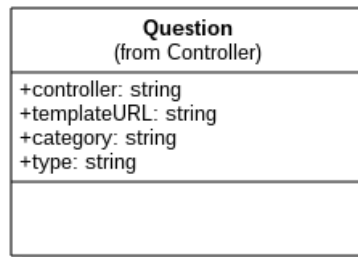 Question
(from Controller)
+controller: string
+templateURL: string
+category: string
+type: string